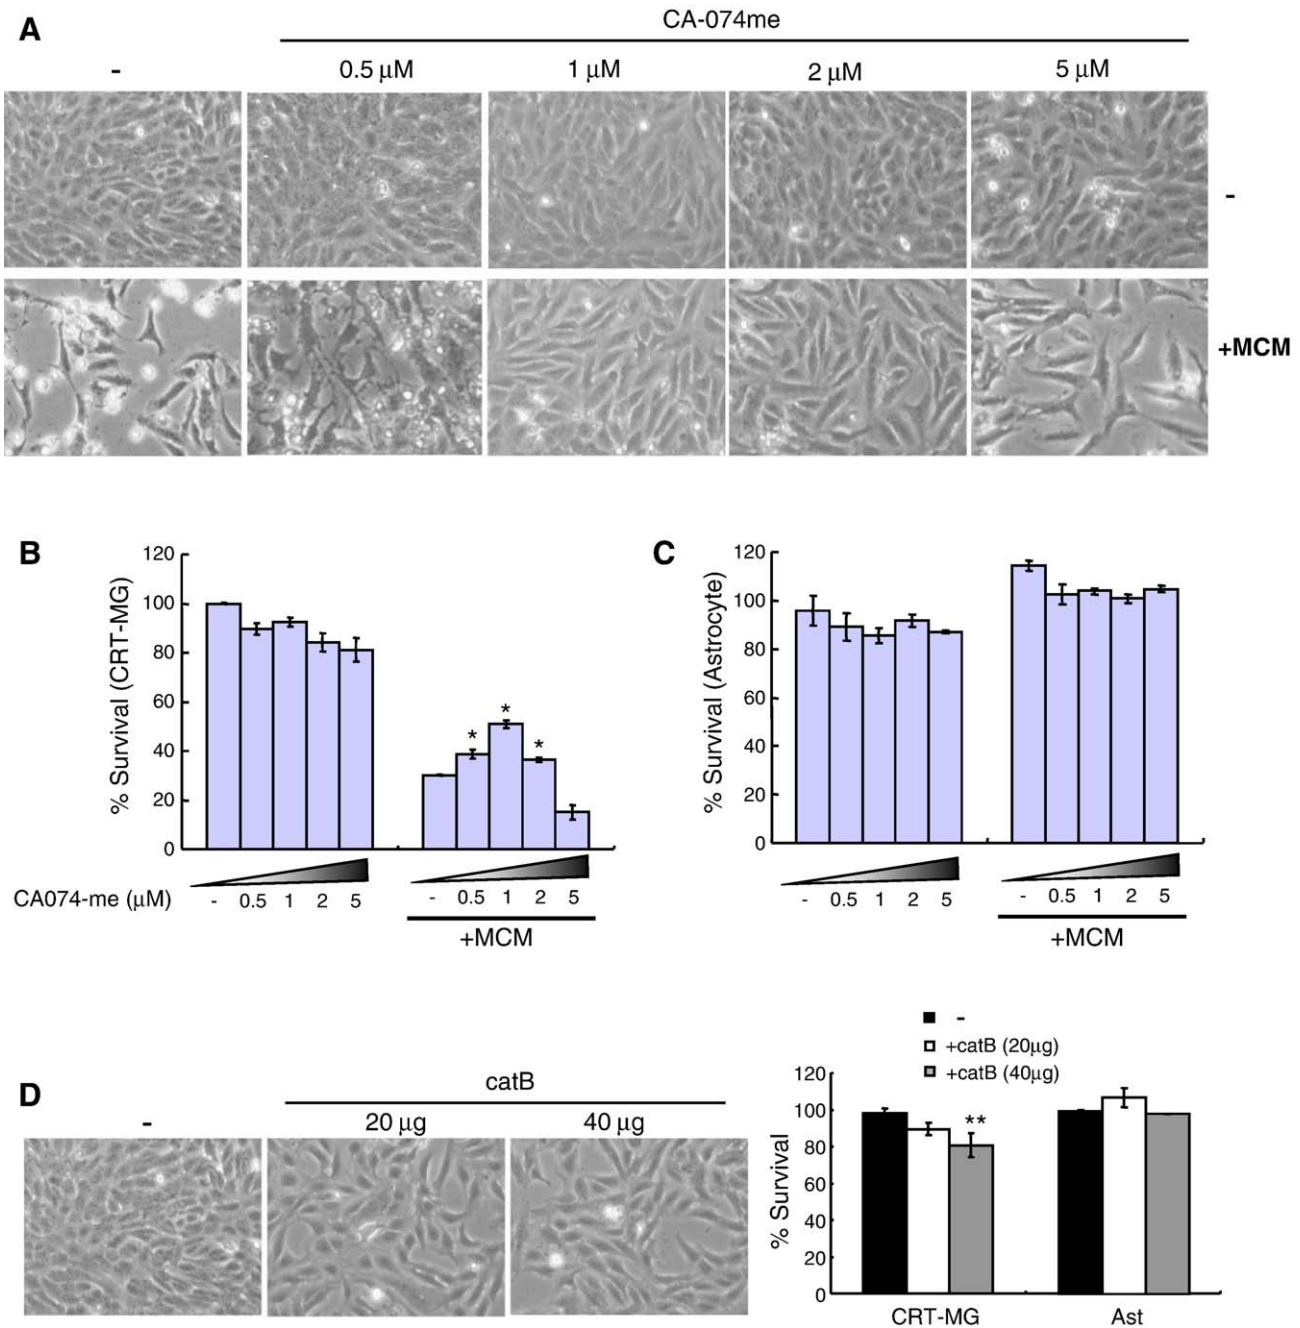 A
CA-074me
- 0.5 μM 1 μM 2 μM 5 μM
-
+MCM
B
120
100
80
60
40
20
0
% Survival (CRT-MG)
*
*
*
CA074-me (μM) - 0.5 1 2 5 - 0.5 1 2 5
+MCM
C
120
100
80
60
40
20
0
% Survival (Astrocyte)
- 0.5 1 2 5 - 0.5 1 2 5
+MCM
D
catB
- 20 μg 40 μg
-
+catB (20μg)
+catB (40μg)
120
100
80
60
40
20
0
% Survival
**
CRT-MG Ast